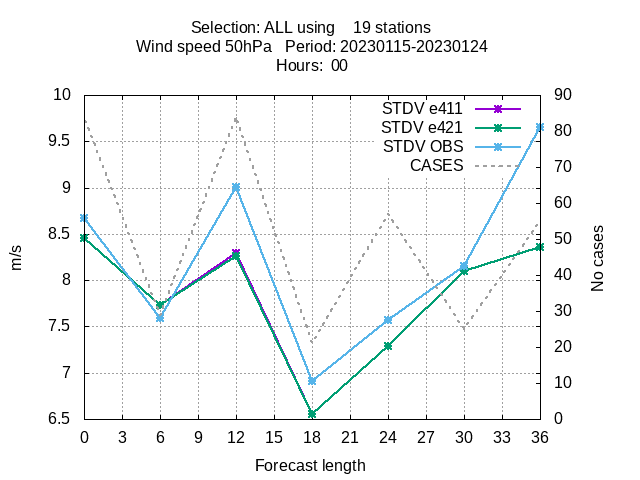 Selection: ALL using    19 stations
Wind speed 50hPa   Period: 20230115-20230124
Hours:  00
STDV e411
STDV e421
STDV OBS
CASES
10
9.5
9
8.5
8
7.5
7
6.5
90
80
70
60
50
40
30
20
10
0
m/s
No cases
0 3 6 9 12 15 18 21 24 27 30 33 36
Forecast length